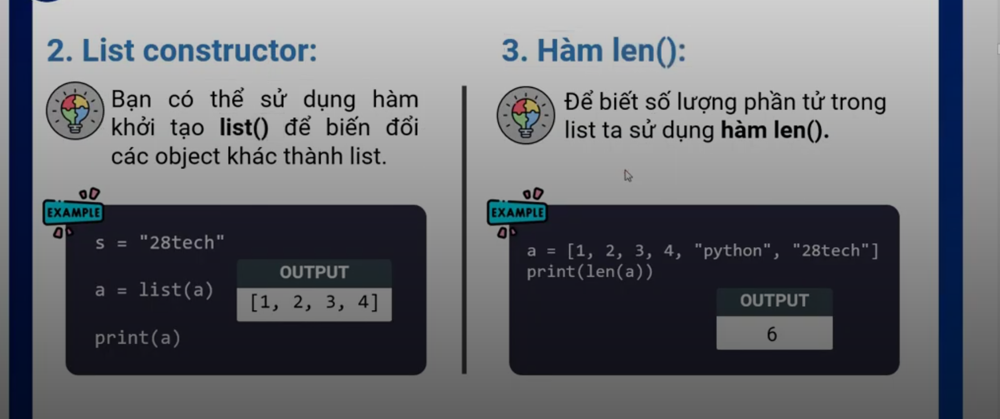 2. List constructor:
Bạn có thể sử dụng hàm
khởi tạo list() để biến đổi
các object khác thành list.
EXAMPLE
s = "28tech"
a = list(a)
print(a)
OUTPUT
[1, 2, 3, 4]
3. Hàm len():
Để biết số lượng phần tử trong
list ta sử dụng hàm len().
EXAMPLE
a = [1, 2, 3, 4, "python", "28tech"]
print(len(a))
OUTPUT
6